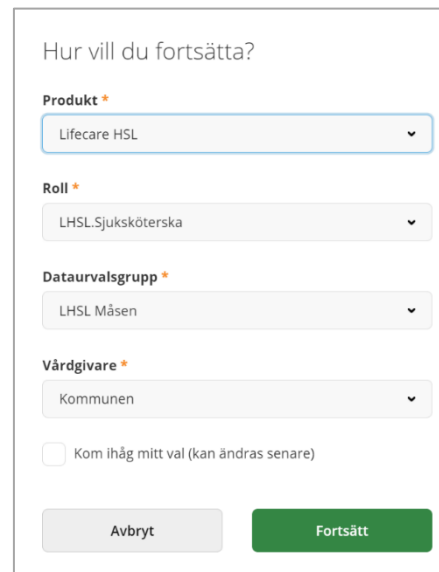 Hur vill du fortsätta?
Produkt *
Lifecare HSL
Roll *
LHSL.Sjuksköterska
Dataurvalsgrupp *
LHSL Måsen
Vårdgivare *
Kommunen
Kom ihåg mitt val (kan ändras senare)
Avbryt Fortsätt